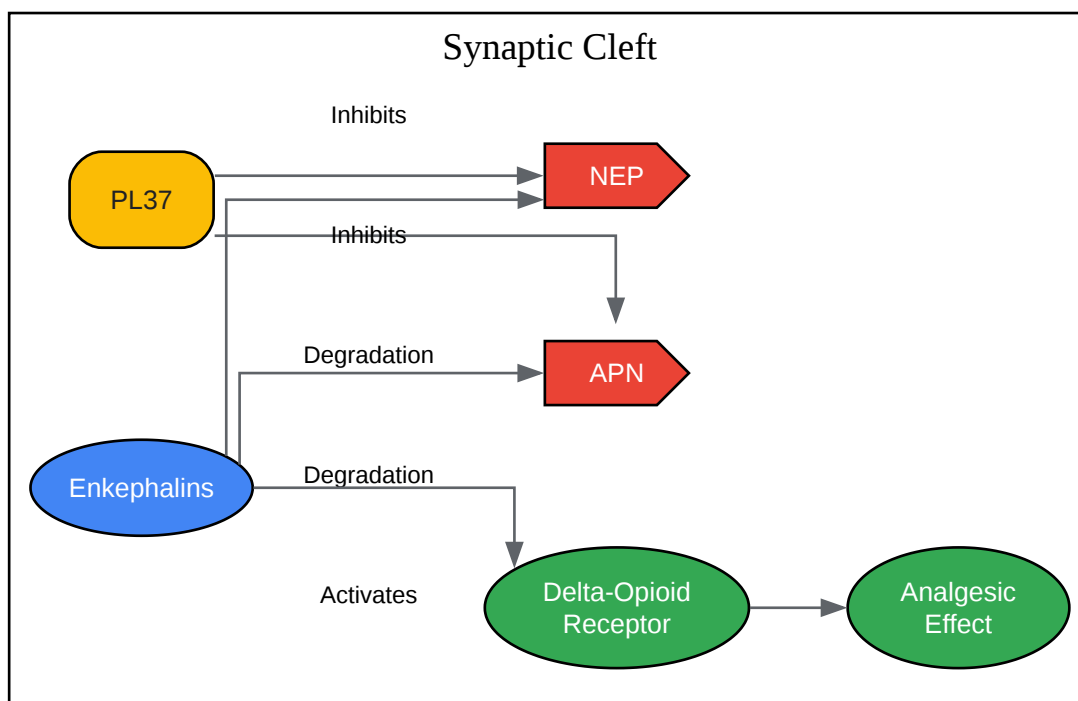 Synaptic Cleft
Inhibits
NEP
PL37
Inhibits
Degradation
APN
Degradation
Enkephalins
Activates
Delta-Opioid
Receptor
Analgesic
Effect